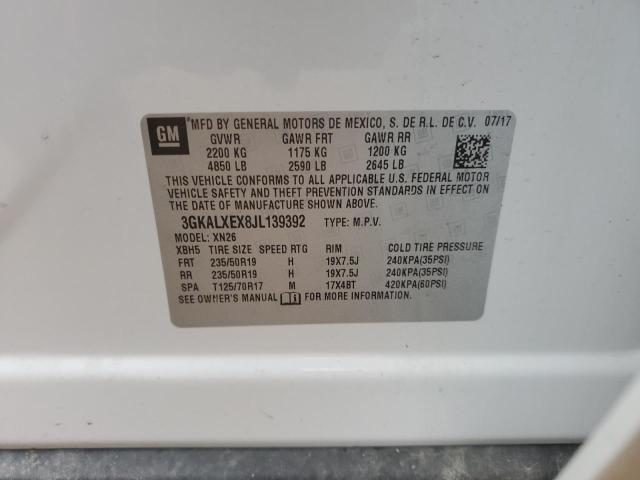 GM
*MFD BY GENERAL MOTORS DE MEXICO, S. DE R.L. DE C.V. 07/17
GVWR GAWR FRT GAWR RR
2200 KG 1175 KG 1200 KG
4850 LB 2590 LB 2645 LB
THIS VEHICLE CONFORMS TO ALL APPLICABLE U.S. FEDERAL MOTOR
VEHICLE SAFETY AND THEFT PREVENTION STANDARDS IN EFFECT ON
THE DATE OF MANUFACTURE SHOWN ABOVE.
3GKALXEX8JL139392 TYPE: M.P.V.
MODEL: XN26
XBH5 TIRE SIZE SPEED RTG RIM COLD TIRE PRESSURE
FRT 235/50R19 H 19X7.5J 240KPA(35PSI)
RR 235/50R19 H 19X7.5J 240KPA(35PSI)
SPA T125/70R17 M 17X4BT 420KPA(60PSI)
SEE OWNER'S MANUAL FOR MORE INFORMATION.